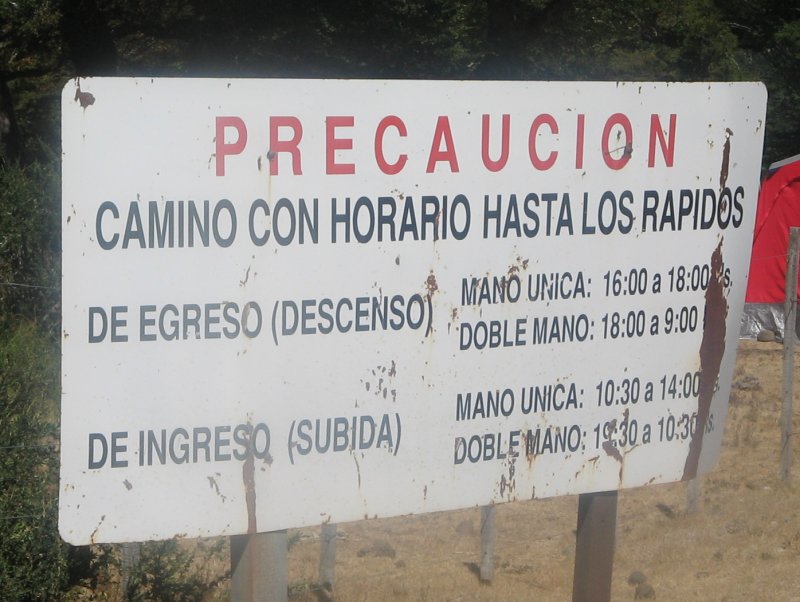 PRECAUCION
CAMINO CON HORARIO HASTA LOS RAPIDOS
DE EGRESO (DESCENSO)
MANO UNICA: 16:00 a 18:00
DOBLE MANO: 18:00 a 9:00
DE INGRESO (SUBIDA)
MANO UNICA: 10:30 a 14:00
DOBLE MANO: 19:30 a 10:30